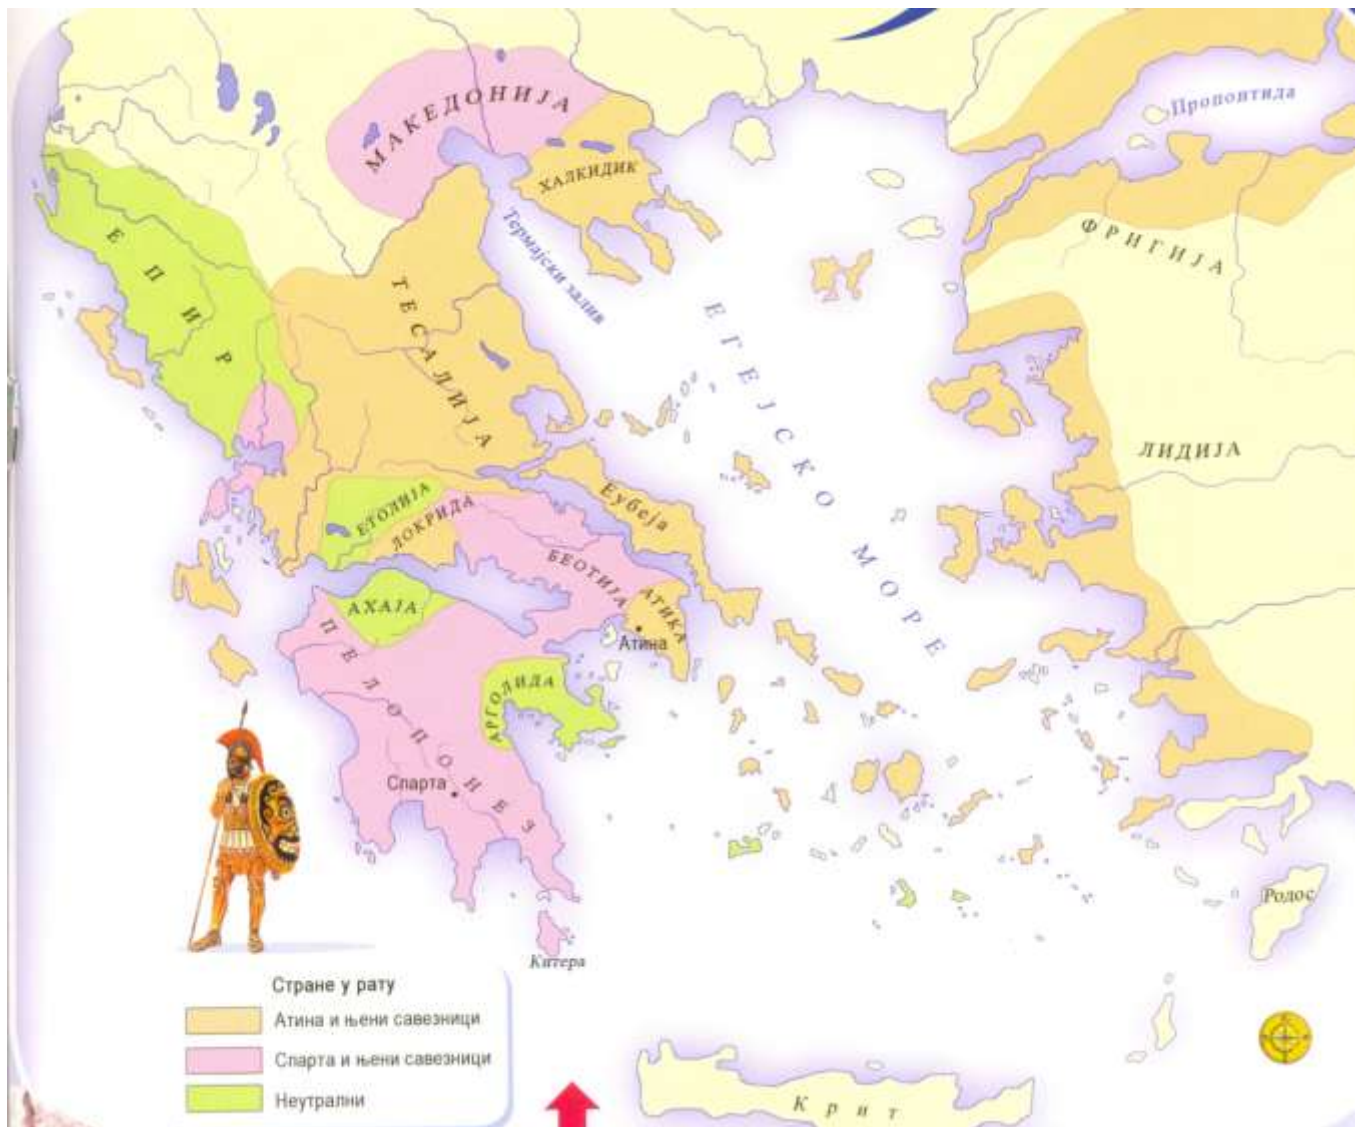 МАКЕДОНИЈА
Пропонтида
ХАЛКИДИК
Термајски залив
ФРИГИЈА
ЕПИР
ТЕСАЛИЈА
ЕГЕЈСКО МОРЕ
ЛИДИЈА
Еубеја
ЕТОЛИЈА
ЛОКРИДА
БЕОТИЈА
АТИКА
Атина
АХАЈА
ПЕЛОПОНЕЗ
АРГОЛИДА
Спарта
Родос
Китера
Крит
Стране у рату
Атина и њени савезници
Спарта и њени савезници
Неутрални